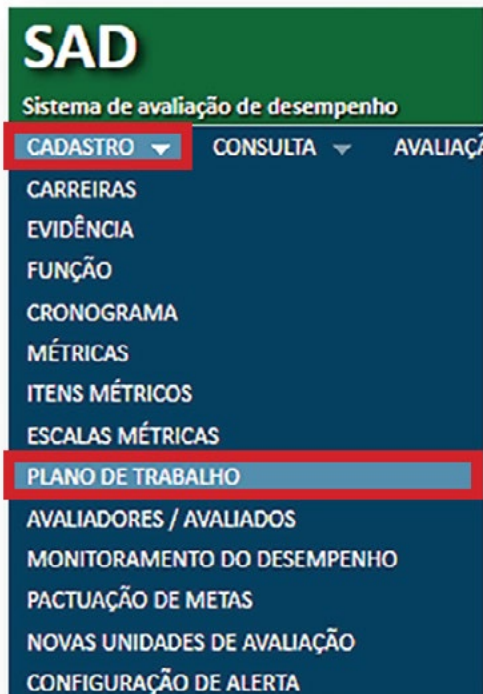 SAD
Sistema de avaliação de desempenho
CADASTRO CONSULTA
CARREIRAS
EVIDÊNCIA
FUNÇÃO
CRONOGRAMA
MÉTRICAS
ITENS MÉTRICOS
ESCALAS MÉTRICAS
PLANO DE TRABALHO
AVALIADORES / AVALIADOS
MONITORAMENTO DO DESEMPENHO
PACTUAÇÃO DE METAS
NOVAS UNIDADES DE AVALIAÇÃO
CONFIGURAÇÃO DE ALERTA